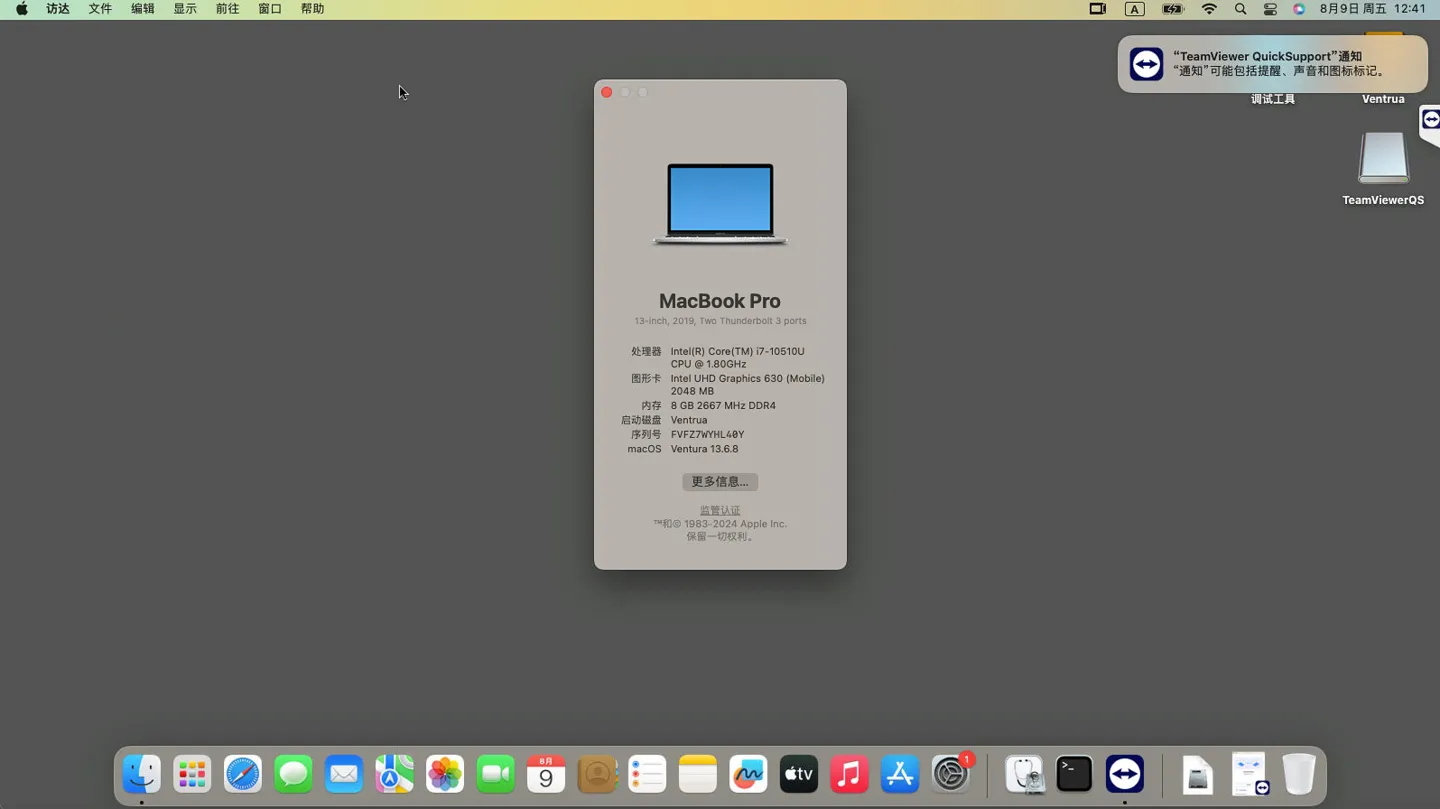 访达 文件 编辑 显示 前往 窗口 帮助 A 8月9日 周五 12:41
“TeamViewer QuickSupport”通知
“通知”可能包括提醒、声音和图标标记。
调试工具 Ventrua
TeamViewerQS
MacBook Pro
13-inch, 2019, Two Thunderbolt 3 ports
处理器 Intel(R) Core(TM) i7-10510U
CPU @ 1.80GHz
图形卡 Intel UHD Graphics 630 (Mobile)
2048 MB
内存 8 GB 2667 MHz DDR4
启动磁盘 Ventrua
序列号 FVFZ7WYHL40Y
macOS Ventura 13.6.8
更多信息...
监管认证
™和© 1983-2024 Apple Inc.
保留一切权利。
8月
9
tv
1
>_